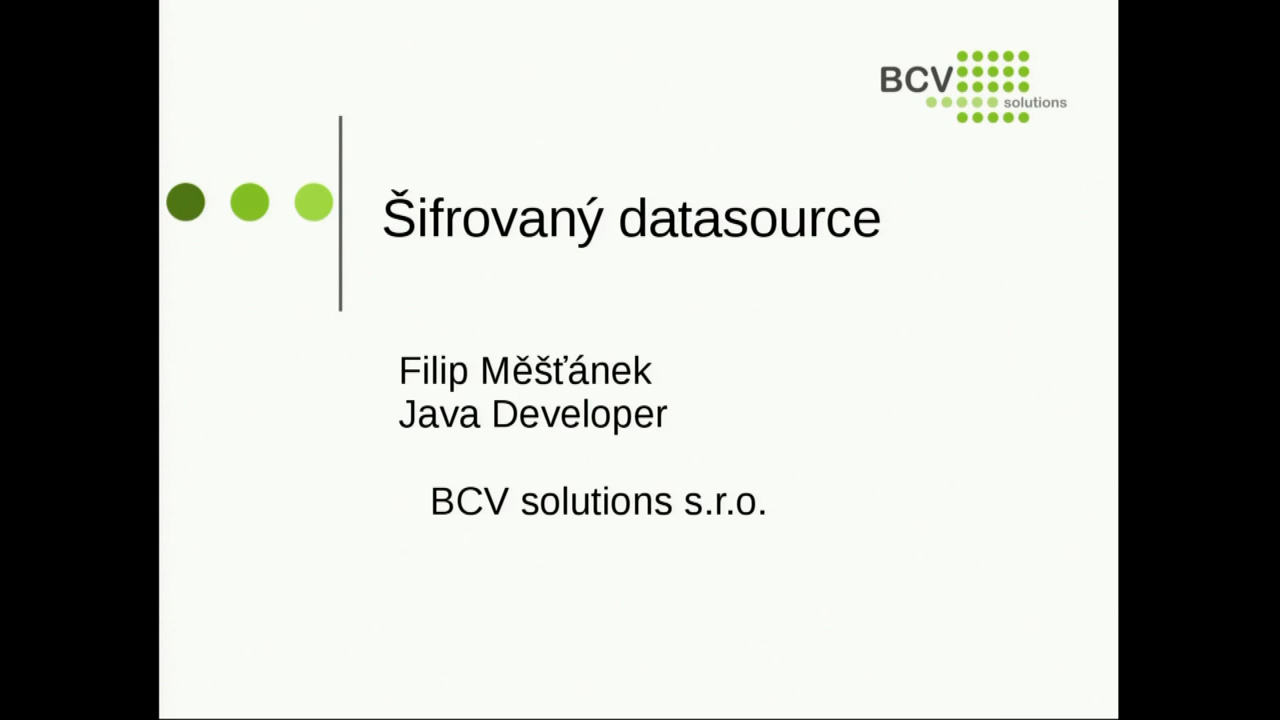 BCV
solutions
Šifrovaný datasource
Filip Měšťánek
Java Developer
BCV solutions s.r.o.